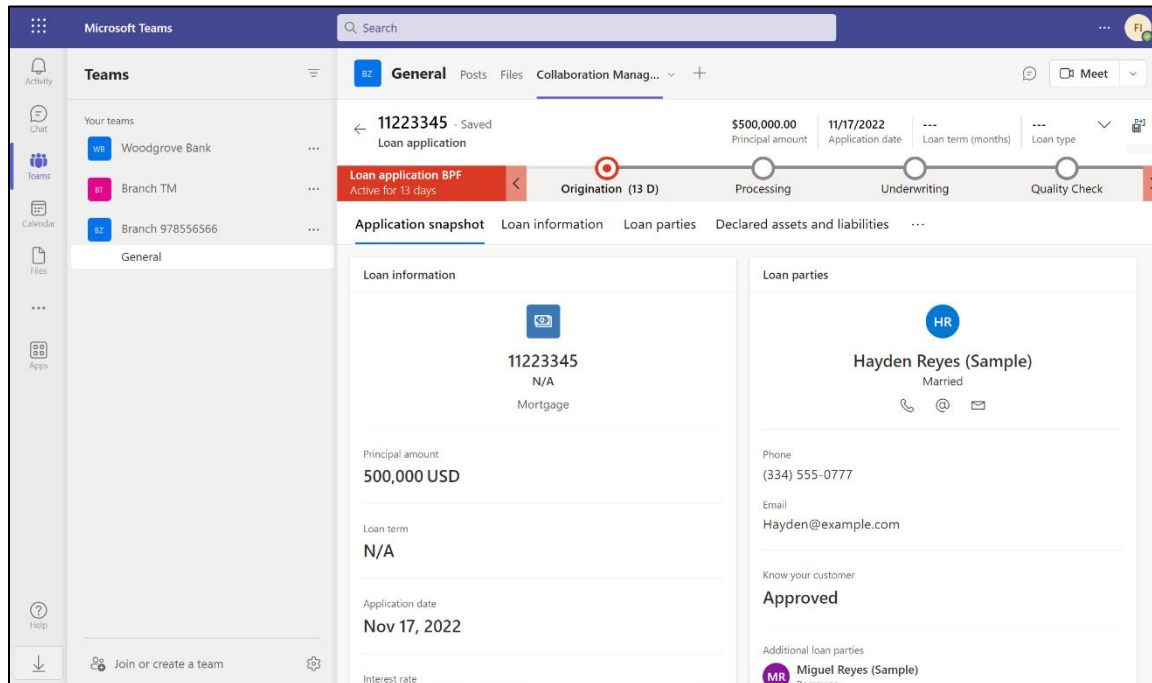 Microsoft Teams
Search
FI
Activity
Chat
Teams
Calendar
Files
Apps
Help
Teams
Your teams
WB Woodgrove Bank
BT Branch TM
BZ Branch 978556566
General
Join or create a team
BZ General Posts Files Collaboration Manag...
Meet
11223345 - Saved
Loan application
$500,000.00
Principal amount
11/17/2022
Application date
---
Loan term (months)
---
Loan type
Loan application BPF
Active for 13 days
Origination (13 D)
Processing
Underwriting
Quality Check
Application snapshot Loan information Loan parties Declared assets and liabilities ...
Loan information
11223345
N/A
Mortgage
Principal amount
500,000 USD
Loan term
N/A
Application date
Nov 17, 2022
Interest rate
Loan parties
HR
Hayden Reyes (Sample)
Married
Phone
(334) 555-0777
Email
Hayden@example.com
Know your customer
Approved
Additional loan parties
MR Miguel Reyes (Sample)